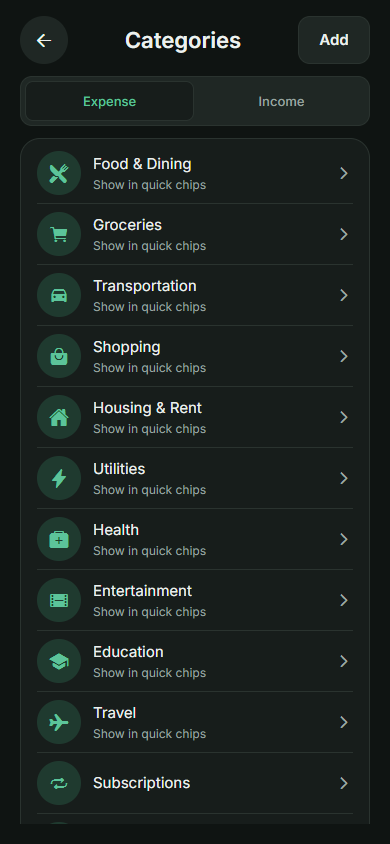 Categories
Add
Expense
Income
Food & Dining
Show in quick chips
Groceries
Show in quick chips
Transportation
Show in quick chips
Shopping
Show in quick chips
Housing & Rent
Show in quick chips
Utilities
Show in quick chips
Health
Show in quick chips
Entertainment
Show in quick chips
Education
Show in quick chips
Travel
Show in quick chips
Subscriptions